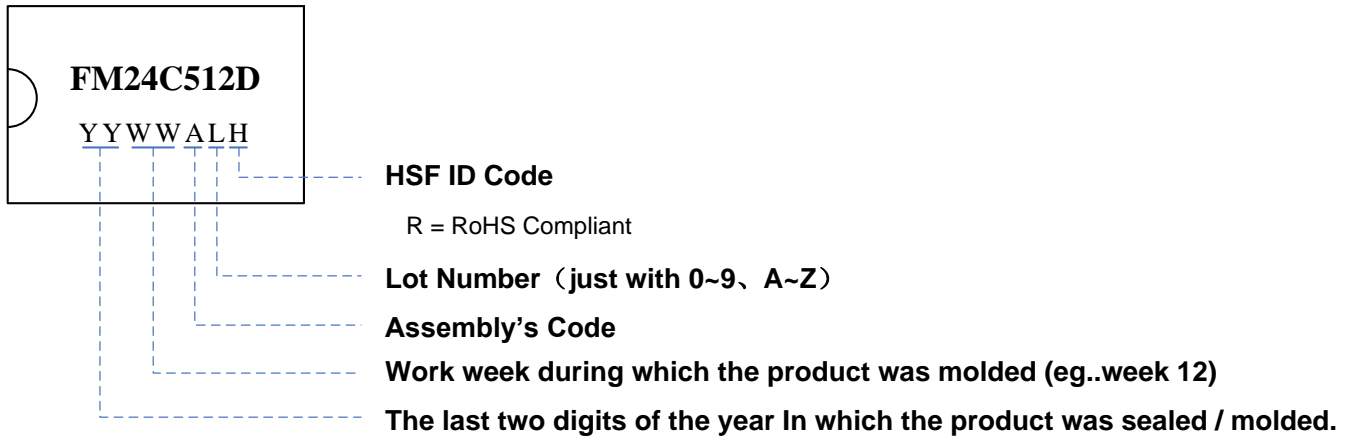 FM24C512D
YYWWALH
HSF ID Code
R = RoHS Compliant
Lot Number（just with 0~9、A~Z）
Assembly’s Code
Work week during which the product was molded (eg..week 12)
The last two digits of the year In which the product was sealed / molded.